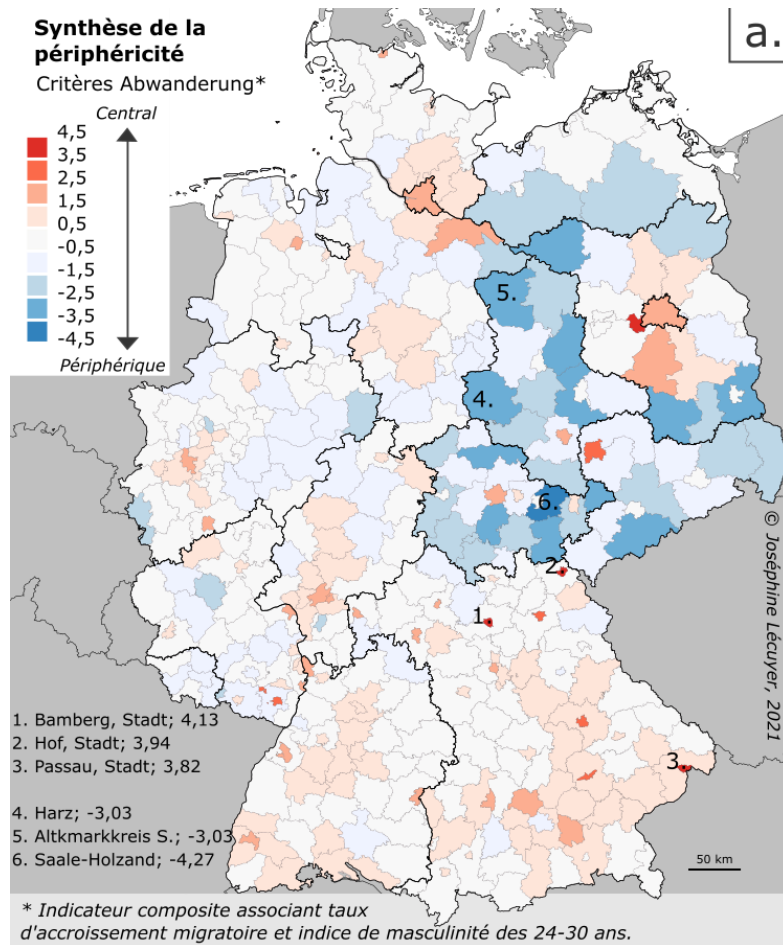 Synthèse de la
périphéricité
Critères Abwanderung*
a.
Central
4,5
3,5
2,5
1,5
0,5
-0,5
-1,5
-2,5
-3,5
-4,5
Périphérique
5.
4.
6.
2
1
3
© Joséphine Lécuyer, 2021
1. Bamberg, Stadt; 4,13
2. Hof, Stadt; 3,94
3. Passau, Stadt; 3,82
4. Harz; -3,03
5. Altkmarkkreis S.; -3,03
6. Saale-Holzand; -4,27
50 km
* Indicateur composite associant taux
d'accroissement migratoire et indice de masculinité des 24-30 ans.